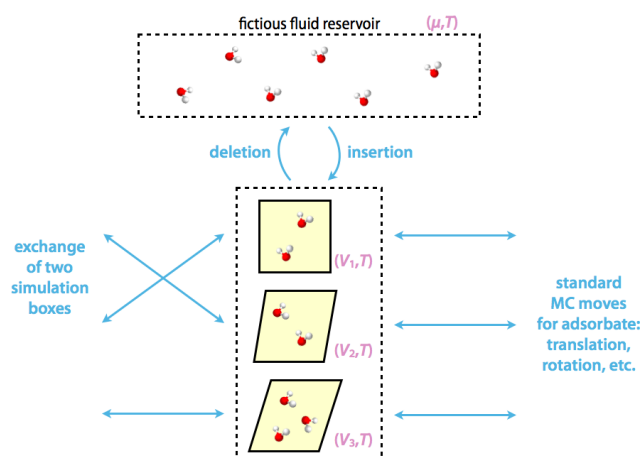 fictious fluid reservoir
(μ,T)
deletion
insertion
exchange
of two
simulation
boxes
(V1,T)
(V2,T)
(V3,T)
standard
MC moves
for adsorbate:
translation,
rotation, etc.